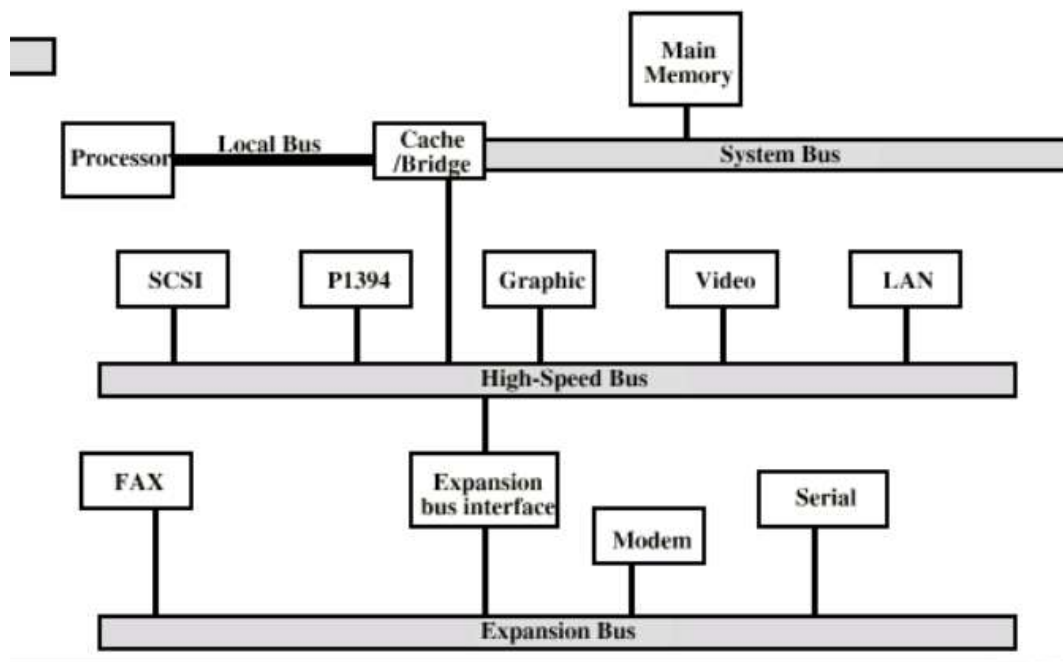 Main
Memory
Processor
Local Bus
Cache
/Bridge
System Bus
SCSI
P1394
Graphic
Video
LAN
High-Speed Bus
FAX
Expansion
bus interface
Modem
Serial
Expansion Bus